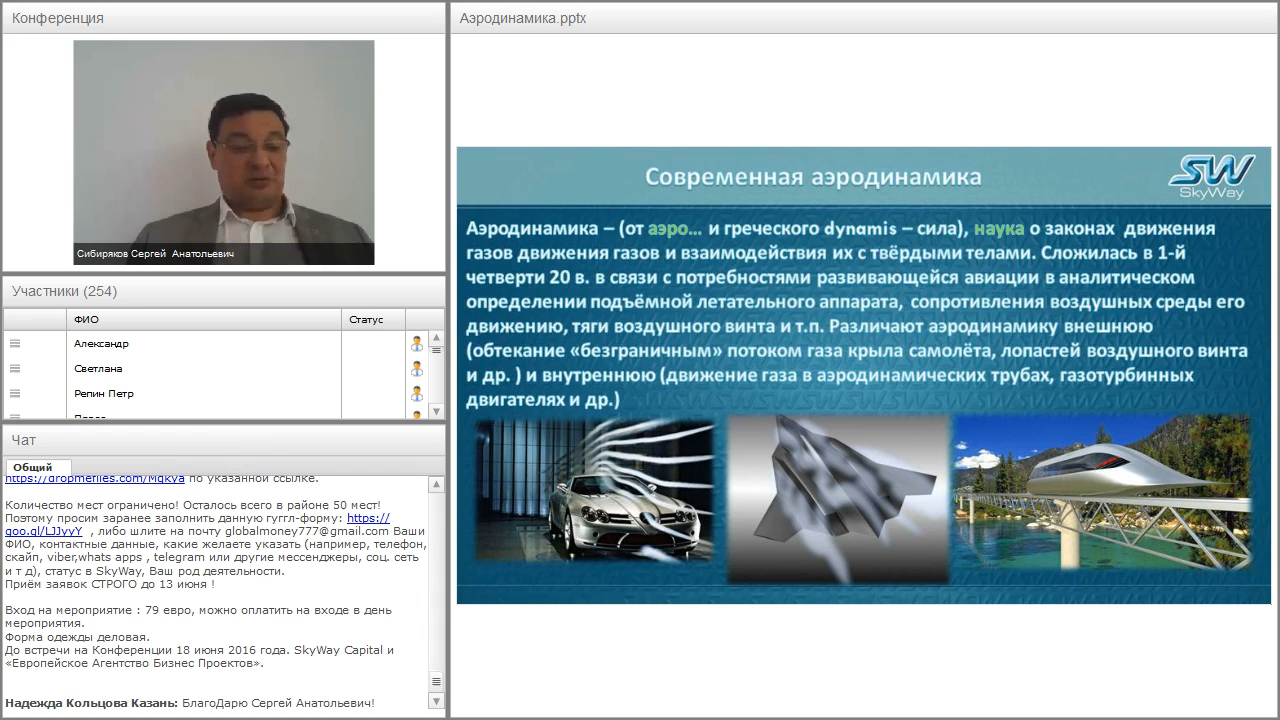 Конференция
Сибиряков Сергей Анатольевич
Участники (254)
ФИО
Статус
Александр
Светлана
Репин Петр
Чат
Общий
https://dropmefiles.com/Mqkva по указанной ссылке.
Количество мест ограничено! Осталось всего в районе 50 мест!
Поэтому просим заранее заполнить данную гуггл-форму: https://
goo.gl/LJJvyY , либо шлите на почту globalmoney777@gmail.com Ваши
ФИО, контактные данные, какие желаете указать (например, телефон,
скайп, viber,whats apps , telegram или другие мессенджеры, соц. сеть
и т д), статус в SkyWay, Ваш род деятельности.
Приём заявок СТРОГО до 13 июня !
Вход на мероприятие : 79 евро, можно оплатить на входе в день
мероприятия.
Форма одежды деловая.
До встречи на Конференции 18 июня 2016 года. SkyWay Capital и
«Европейское Агентство Бизнес Проектов».
Надежда Кольцова Казань: БлагоДарю Сергей Анатольевич!
Аэродинамика.pptx
Современная аэродинамика
SW
SkyWay
Аэродинамика – (от аэро... и греческого dynamis – сила), наука о законах движения
газов движения газов и взаимодействия их с твёрдыми телами. Сложилась в 1-й
четверти 20 в. в связи с потребностями развивающейся авиации в аналитическом
определении подъёмной летательного аппарата, сопротивления воздушных среды его
движению, тяги воздушного винта и т.п. Различают аэродинамику внешнюю
(обтекание «безграничным» потоком газа крыла самолёта, лопастей воздушного винта
и др. ) и внутреннюю (движение газа в аэродинамических трубах, газотурбинных
двигателях и др.)